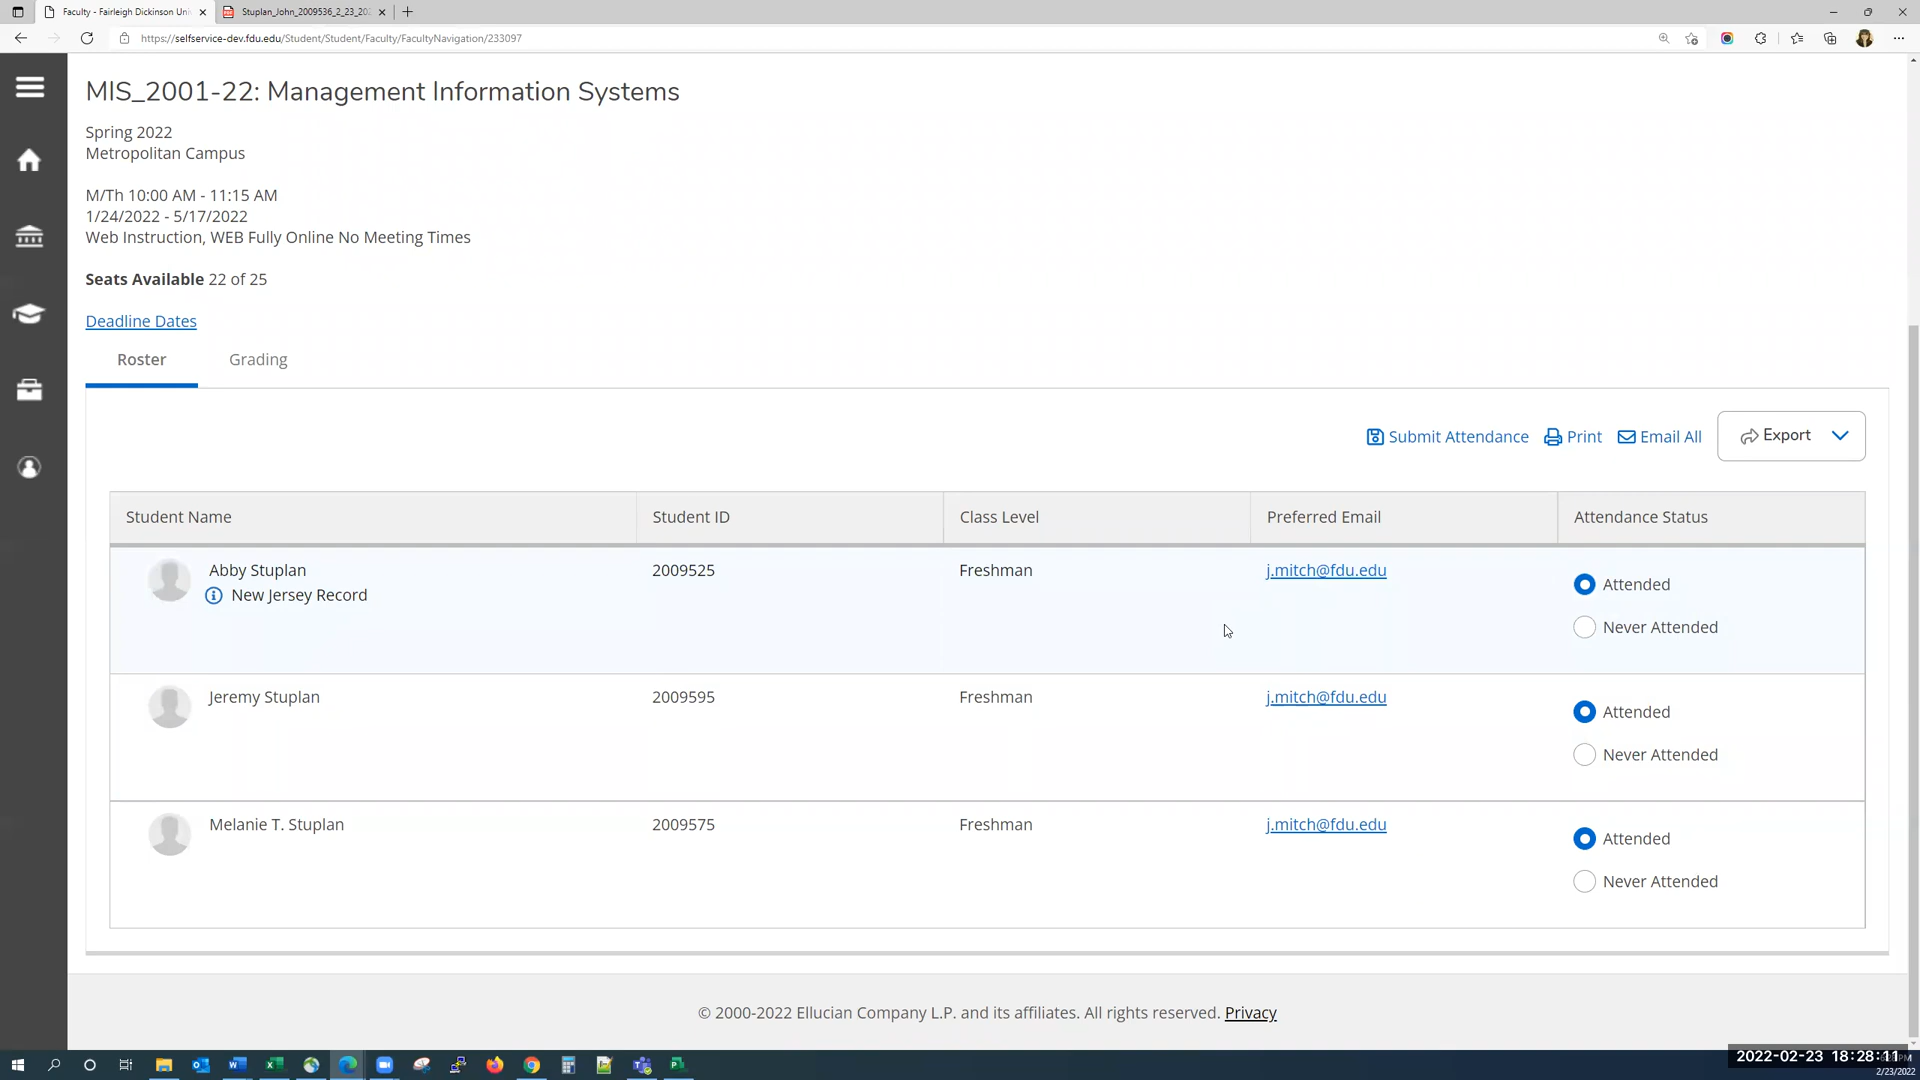 Faculty - Fairleigh Dickinson Uni
Stuplan_John_2009536_2_23_202
https://selfservice-dev.fdu.edu/Student/Student/Faculty/FacultyNavigation/233097
MIS_2001-22: Management Information Systems
Spring 2022
Metropolitan Campus
M/Th 10:00 AM - 11:15 AM
1/24/2022 - 5/17/2022
Web Instruction, WEB Fully Online No Meeting Times
Seats Available 22 of 25
Deadline Dates
Roster Grading
Submit Attendance Print Email All Export
Student Name Student ID Class Level Preferred Email Attendance Status
Abby Stuplan 2009525 Freshman j.mitch@fdu.edu Attended
New Jersey Record
Never Attended
Jeremy Stuplan 2009595 Freshman j.mitch@fdu.edu Attended
Never Attended
Melanie T. Stuplan 2009575 Freshman j.mitch@fdu.edu Attended
Never Attended
© 2000-2022 Ellucian Company L.P. and its affiliates. All rights reserved. Privacy
2022-02-23 18:28:11
2/23/2022